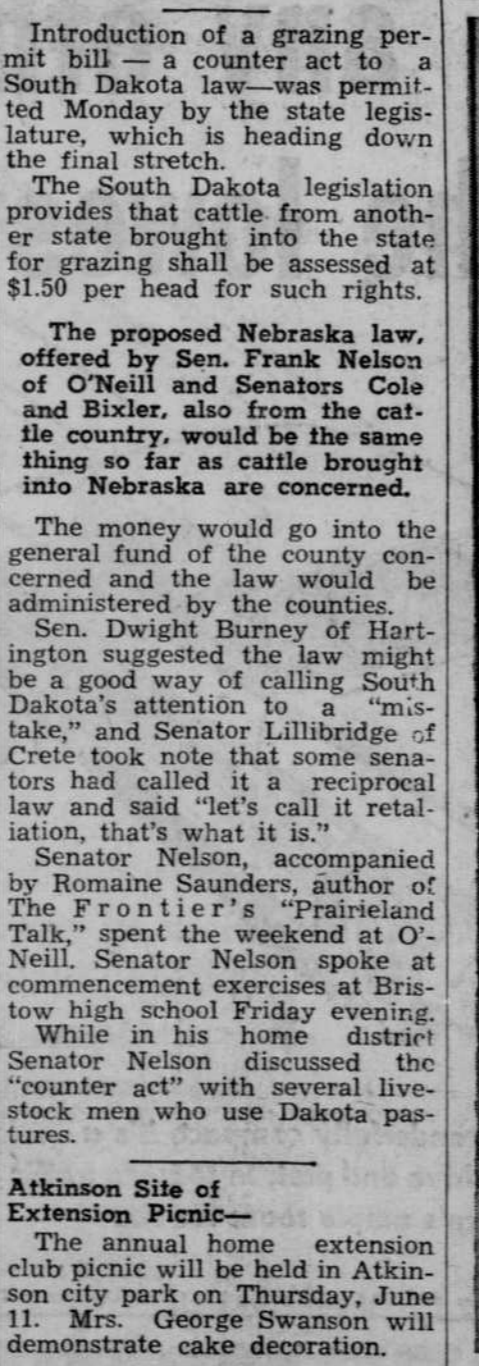 Introduction of a grazing per-
mit bill — a counter act to a
South Dakota law—was permit-
ted Monday by the state legis-
lature, which is heading down
the final stretch.
The South Dakota legislation
provides that cattle from anoth-
er state brought into the state
for grazing shall be assessed at
$1.50 per head for such rights.
The proposed Nebraska law,
offered by Sen. Frank Nelson
of O'Neill and Senators Cole
and Bixler, also from the cat-
tle country, would be the same
thing so far as cattle brought
into Nebraska are concerned.
The money would go into the
general fund of the county con-
cerned and the law would be
administered by the counties.
Sen. Dwight Burney of Hart-
ington suggested the law might
be a good way of calling South
Dakota's attention to a "mis-
take," and Senator Lillibridge of
Crete took note that some sena-
tors had called it a reciprocal
law and said "let's call it retal-
iation, that's what it is."
Senator Nelson, accompanied
by Romaine Saunders, author of
The Frontier's "Prairieland
Talk," spent the weekend at O'-
Neill. Senator Nelson spoke at
commencement exercises at Bris-
tow high school Friday evening.
While in his home district
Senator Nelson discussed the
"counter act" with several live-
stock men who use Dakota pas-
tures.
Atkinson Site of
Extension Picnic—
The annual home extension
club picnic will be held in Atkin-
son city park on Thursday, June
11. Mrs. George Swanson will
demonstrate cake decoration.